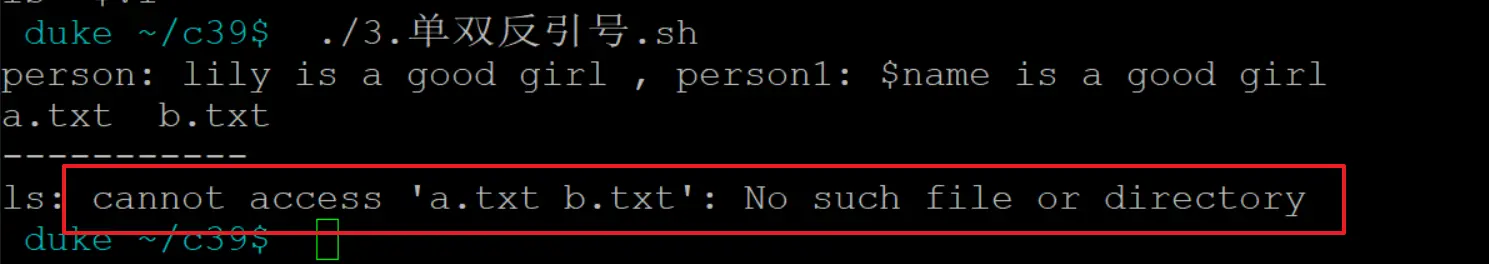 duke ~/c39$ ./3.单双反引号.sh
person: lily is a good girl , person1: $name is a good girl
a.txt  b.txt
-----------
ls: cannot access 'a.txt b.txt': No such file or directory
duke ~/c39$